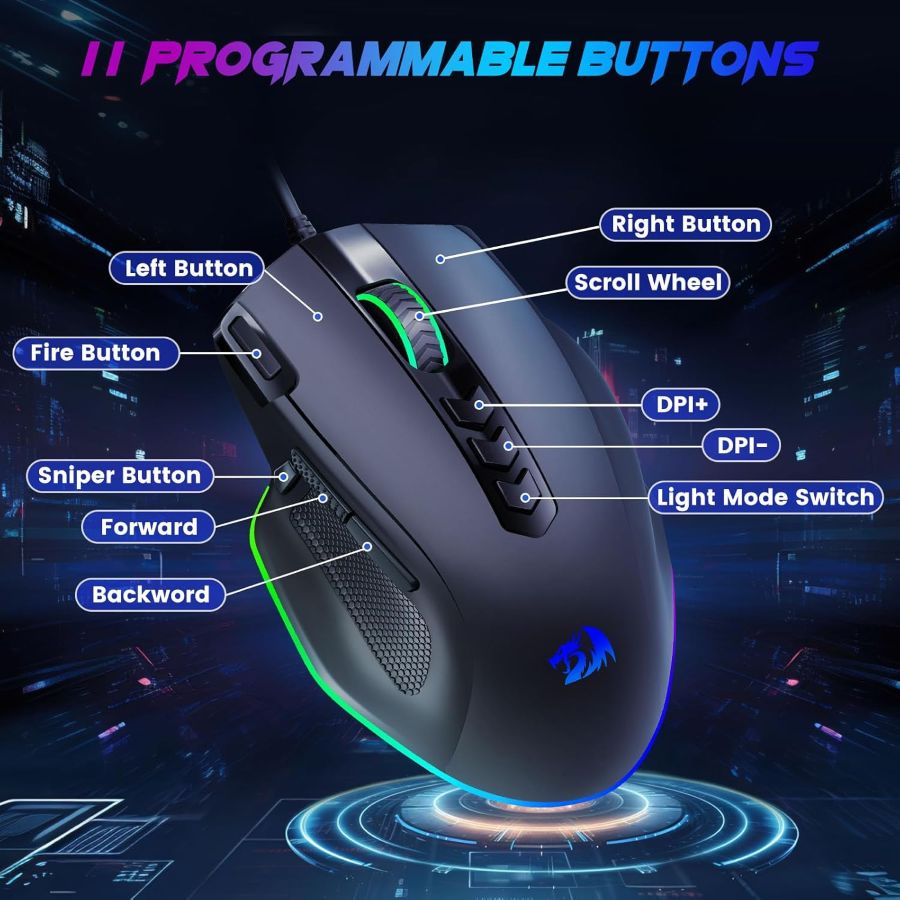 11 PROGRAMMABLE BUTTONS
Right Button
Left Button
Scroll Wheel
Fire Button
DPI+
DPI-
Sniper Button
Light Mode Switch
Forward
Backword